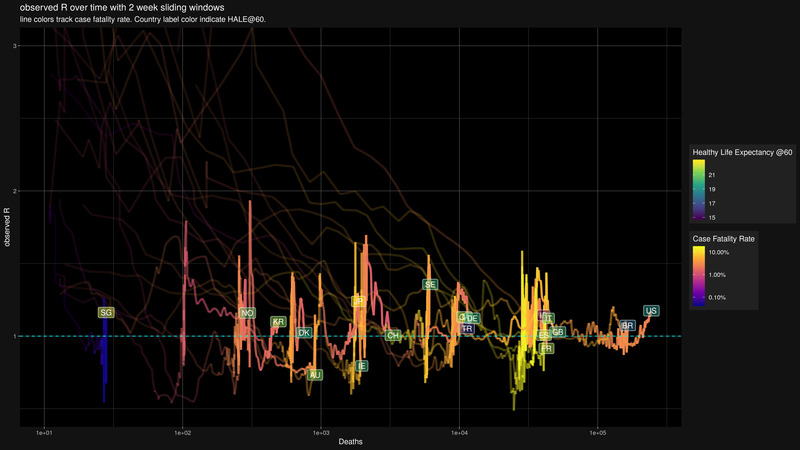 observed R over time with 2 week sliding windows
line colors track case fatality rate. Country label color indicate HALE@60.
3
2
1
observed R
SG
NO
KR
DK
AU
IE
CH
SE
DE
TR
GB
FR
BR
US
1e+01
1e+02
1e+03
1e+04
1e+05
Deaths
Healthy Life Expectancy @60
21
19
17
15
Case Fatality Rate
10.00%
1.00%
0.10%